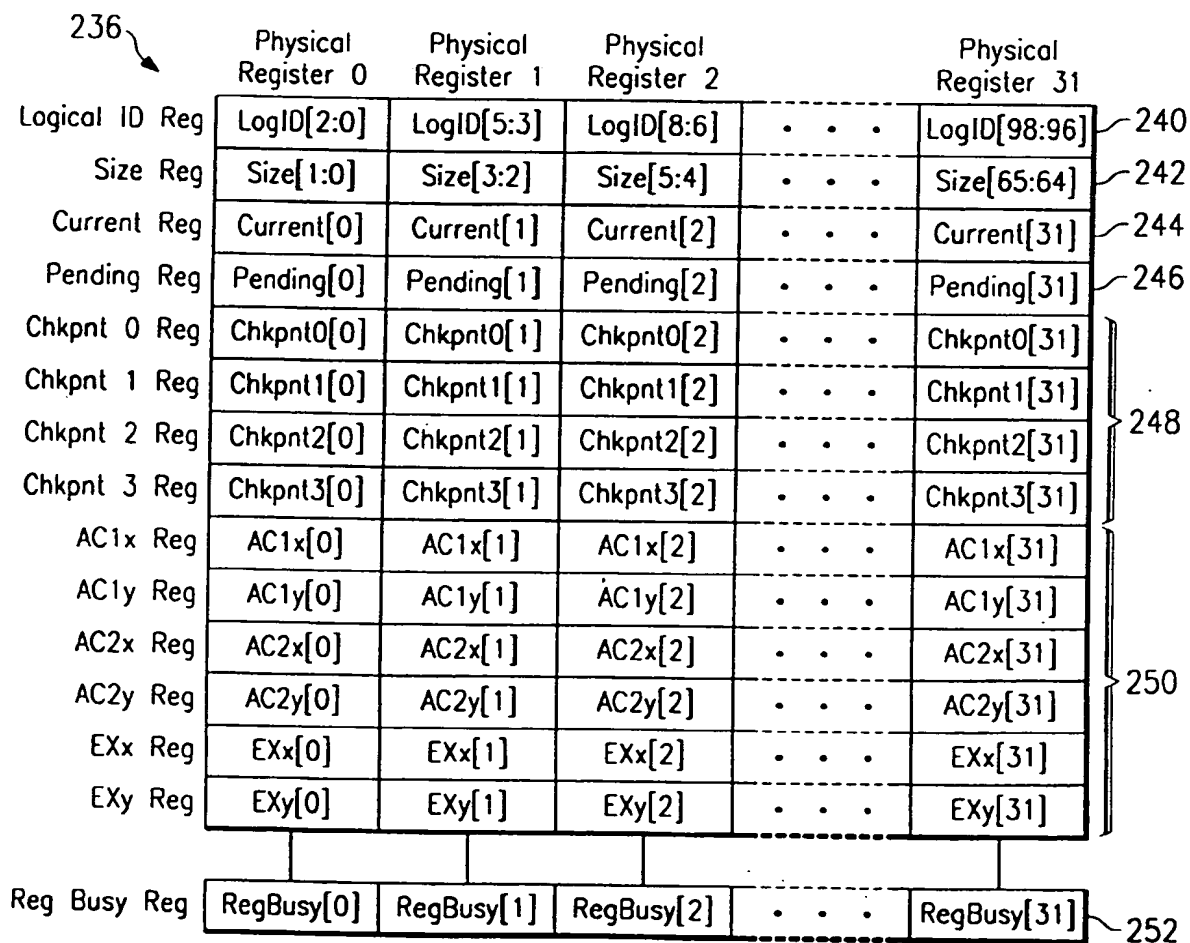 236
Physical Register 0 Physical Register 1 Physical Register 2 Physical Register 31
Logical ID Reg LogID[2:0] LogID[5:3] LogID[8:6] . . . LogID[98:96] 240
Size Reg Size[1:0] Size[3:2] Size[5:4] . . . Size[65:64] 242
Current Reg Current[0] Current[1] Current[2] . . . Current[31] 244
Pending Reg Pending[0] Pending[1] Pending[2] . . . Pending[31] 246
Chkpnt 0 Reg Chkpnt0[0] Chkpnt0[1] Chkpnt0[2] . . . Chkpnt0[31]
Chkpnt 1 Reg Chkpnt1[0] Chkpnt1[1] Chkpnt1[2] . . . Chkpnt1[31]
248
Chkpnt 2 Reg Chkpnt2[0] Chkpnt2[1] Chkpnt2[2] . . . Chkpnt2[31]
Chkpnt 3 Reg Chkpnt3[0] Chkpnt3[1] Chkpnt3[2] . . . Chkpnt3[31]
AC1x Reg AC1x[0] AC1x[1] AC1x[2] . . . AC1x[31]
AC1y Reg AC1y[0] AC1y[1] AC1y[2] . . . AC1y[31]
AC2x Reg AC2x[0] AC2x[1] AC2x[2] . . . AC2x[31]
250
AC2y Reg AC2y[0] AC2y[1] AC2y[2] . . . AC2y[31]
EXx Reg EXx[0] EXx[1] EXx[2] . . . EXx[31]
EXy Reg EXy[0] EXy[1] EXy[2] . . . EXy[31]
Reg Busy Reg RegBusy[0] RegBusy[1] RegBusy[2] . . . RegBusy[31] 252